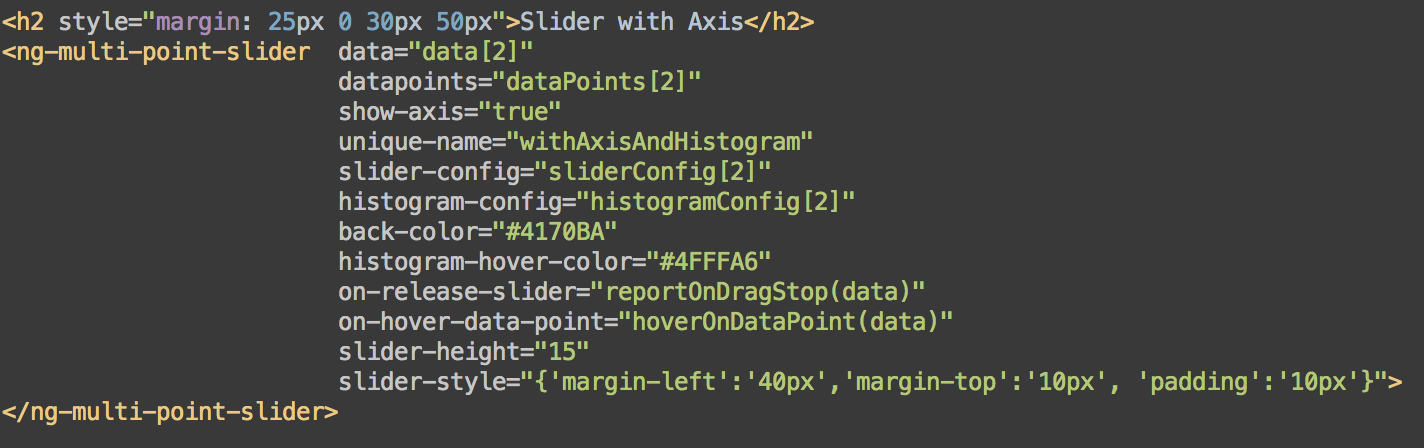 <h2 style="margin: 25px 0 30px 50px">Slider with Axis</h2>
<ng-multi-point-slider  data="data[2]"
                        datapoints="dataPoints[2]"
                        show-axis="true"
                        unique-name="withAxisAndHistogram"
                        slider-config="sliderConfig[2]"
                        histogram-config="histogramConfig[2]"
                        back-color="#4170BA"
                        histogram-hover-color="#4FFFA6"
                        on-release-slider="reportOnDragStop(data)"
                        on-hover-data-point="hoverOnDataPoint(data)"
                        slider-height="15"
                        slider-style="{'margin-left':'40px','margin-top':'10px', 'padding':'10px'}">
</ng-multi-point-slider>